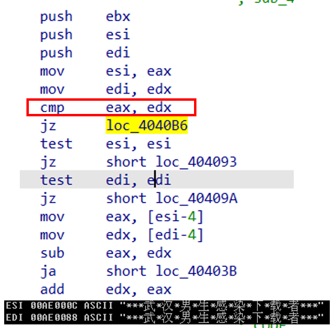 ; sub_4
push ebx
push esi
push edi
mov esi, eax
mov edi, edx
cmp eax, edx
jz loc_4040B6
test esi, esi
jz short loc_404093
test edi, edi
jz short loc_40409A
mov eax, [esi-4]
mov edx, [edi-4]
sub eax, edx
ja short loc_40403B
add edx, eax
ESI 00AE000C ASCII "***武*汉*男*生*感*染*下*载*者***"
EDI 00AE0088 ASCII "***武*汉*男*生*感*染*下*载*者***"